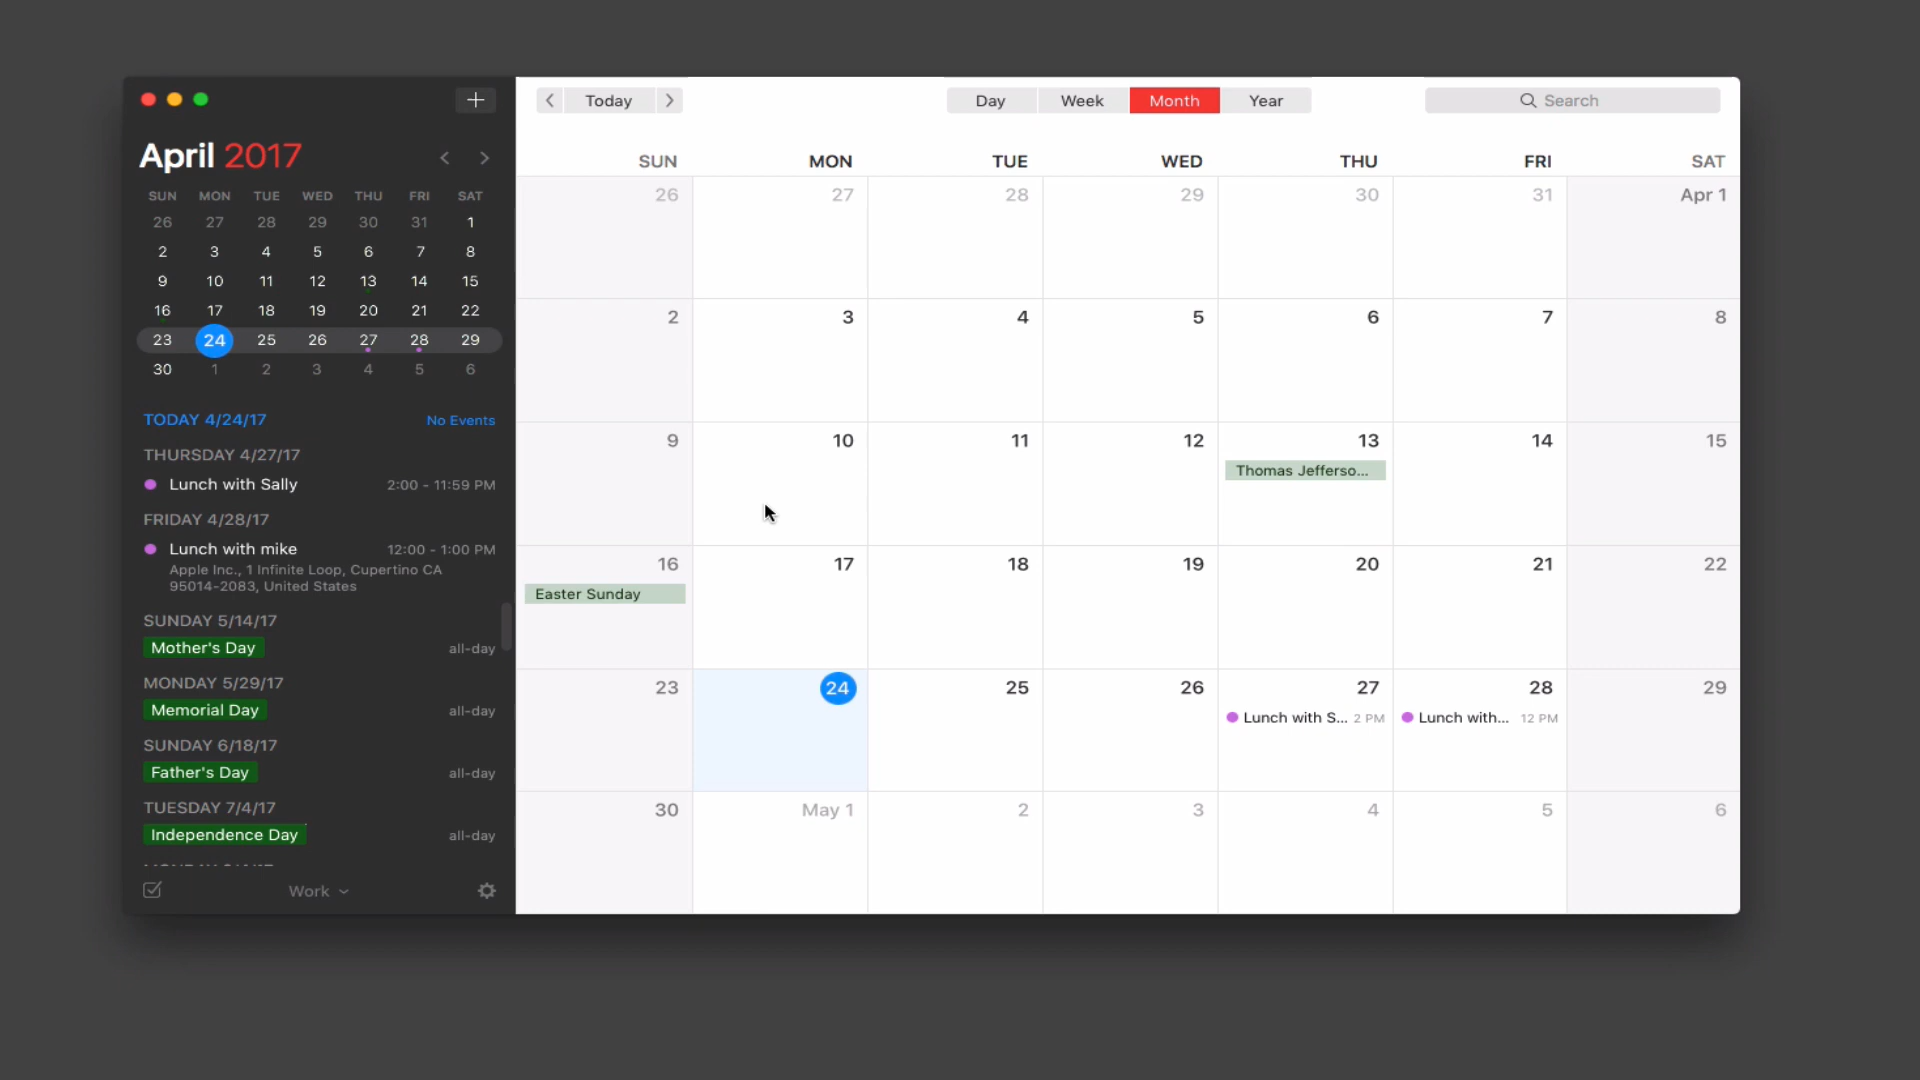 April 2017
SUN MON TUE WED THU FRI SAT
26 27 28 29 30 31 1
2 3 4 5 6 7 8
9 10 11 12 13 14 15
16 17 18 19 20 21 22
23 24 25 26 27 28 29
30 1 2 3 4 5 6
TODAY 4/24/17 No Events
THURSDAY 4/27/17
Lunch with Sally 2:00 - 11:59 PM
FRIDAY 4/28/17
Lunch with mike 12:00 - 1:00 PM
Apple Inc., 1 Infinite Loop, Cupertino CA
95014-2083, United States
SUNDAY 5/14/17
Mother's Day all-day
MONDAY 5/29/17
Memorial Day all-day
SUNDAY 6/18/17
Father's Day all-day
TUESDAY 7/4/17
Independence Day all-day
Work
Today Day Week Month Year Search
SUN MON TUE WED THU FRI SAT
26 27 28 29 30 31 Apr 1
2 3 4 5 6 7 8
9 10 11 12 13 14 15
Thomas Jefferso...
16 17 18 19 20 21 22
Easter Sunday
23 24 25 26 27 28 29
Lunch with S... 2 PM Lunch with... 12 PM
30 May 1 2 3 4 5 6